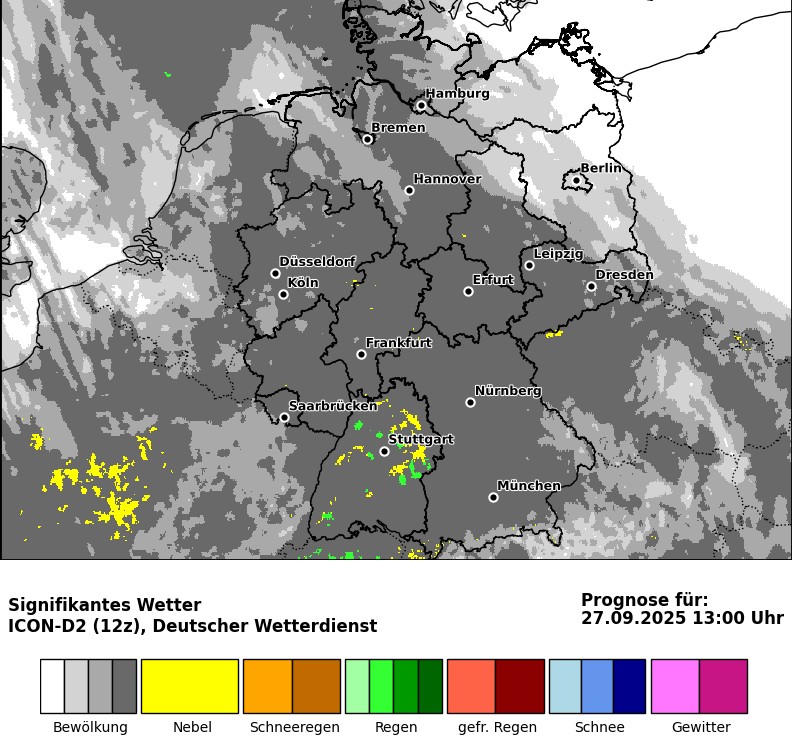 Hamburg
Bremen
Berlin
Hannover
Düsseldorf
Leipzig
Köln
Erfurt
Dresden
Frankfurt
Nürnberg
Saarbrücken
Stuttgart
München
Signifikantes Wetter
ICON-D2 (12z), Deutscher Wetterdienst
Prognose für:
27.09.2025 13:00 Uhr
Bewölkung
Nebel
Schneeregen
Regen
gefr. Regen
Schnee
Gewitter